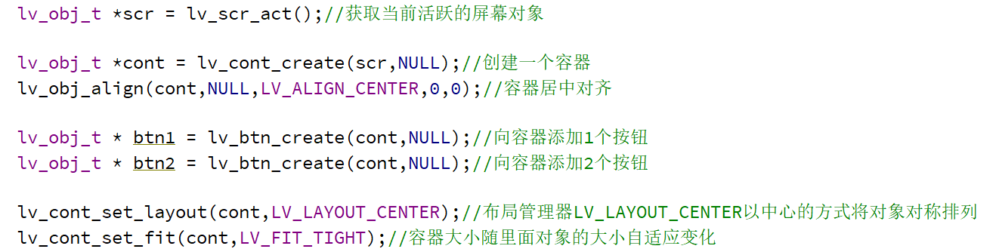 lv_obj_t *scr = lv_scr_act();//获取当前活跃的屏幕对象
lv_obj_t *cont = lv_cont_create(scr,NULL);//创建一个容器
lv_obj_align(cont,NULL,LV_ALIGN_CENTER,0,0);//容器居中对齐
lv_obj_t * btn1 = lv_btn_create(cont,NULL);//向容器添加1个按钮
lv_obj_t * btn2 = lv_btn_create(cont,NULL);//向容器添加2个按钮
lv_cont_set_layout(cont,LV_LAYOUT_CENTER);//布局管理器LV_LAYOUT_CENTER以中心的方式将对象对称排列
lv_cont_set_fit(cont,LV_FIT_TIGHT);//容器大小随里面对象的大小自适应变化